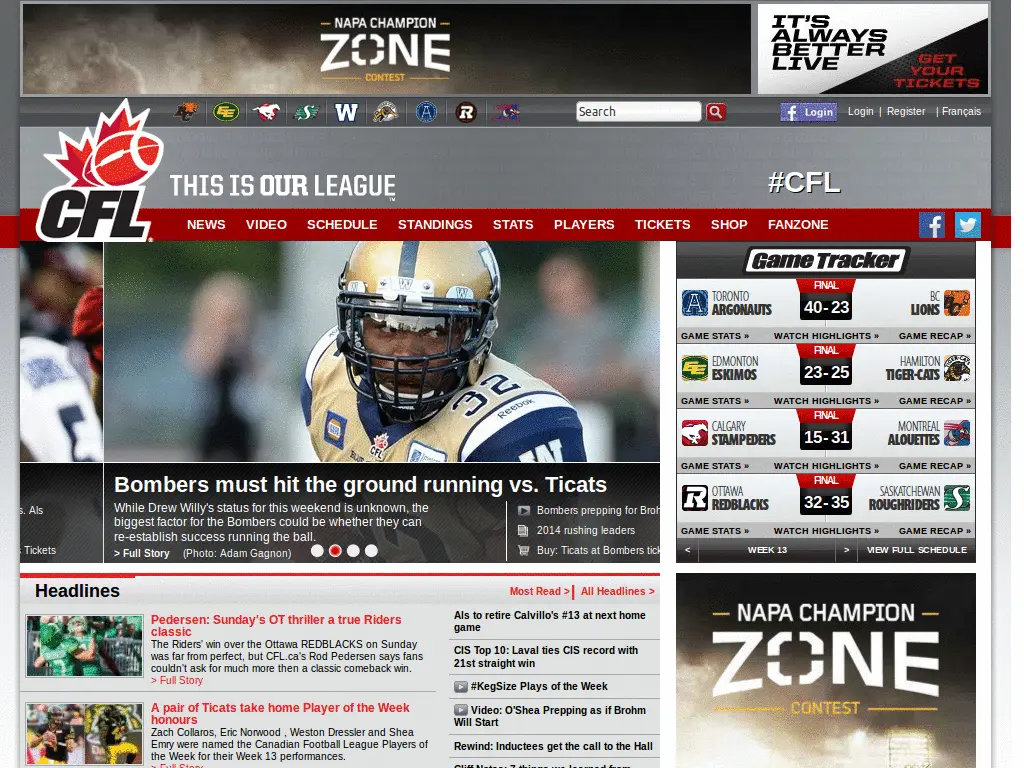 NAPA CHAMPION
ZONE
CONTEST
IT'S
ALWAYS
BETTER
LIVE
GET
YOUR
TICKETS
Search
f Login
Login | Register | Français
CFL
THIS IS OUR LEAGUE
#CFL
NEWS VIDEO SCHEDULE STANDINGS STATS PLAYERS TICKETS SHOP FANZONE
32
Reebok
W
Bombers must hit the ground running vs. Ticats
While Drew Willy's status for this weekend is unknown, the
biggest factor for the Bombers could be whether they can
re-establish success running the ball.
> Full Story (Photo: Adam Gagnon)
s. Als
Tickets
Bombers prepping for Broh
2014 rushing leaders
Buy: Ticats at Bombers tick
Game Tracker
FINAL
TORONTO
ARGONAUTS
40 - 23
BC
LIONS
GAME STATS » WATCH HIGHLIGHTS » GAME RECAP »
FINAL
EDMONTON
ESKIMOS
23 - 25
HAMILTON
TIGER-CATS
GAME STATS » WATCH HIGHLIGHTS » GAME RECAP »
FINAL
CALGARY
STAMPEDERS
15 - 31
MONTREAL
ALOUETTES
GAME STATS » WATCH HIGHLIGHTS » GAME RECAP »
FINAL
OTTAWA
REDBLACKS
32 - 35
SASKATCHEWAN
ROUGHRIDERS
GAME STATS » WATCH HIGHLIGHTS » GAME RECAP »
< WEEK 13 > VIEW FULL SCHEDULE
Headlines
Most Read > | All Headlines >
Pedersen: Sunday's OT thriller a true Riders
classic
The Riders' win over the Ottawa REDBLACKS on Sunday
was far from perfect, but CFL.ca's Rod Pedersen says fans
couldn't ask for much more then a classic comeback win.
> Full Story
A pair of Ticats take home Player of the Week
honours
Zach Collaros, Eric Norwood , Weston Dressler and Shea
Emry were named the Canadian Football League Players of
the Week for their Week 13 performances.
> Full Story
Als to retire Calvillo's #13 at next home
game
CIS Top 10: Laval ties CIS record with
21st straight win
#KegSize Plays of the Week
Video: O'Shea Prepping as if Brohm
Will Start
Rewind: Inductees get the call to the Hall
Cliff Notes: 7 things we learned from
NAPA CHAMPION
ZONE
CONTEST